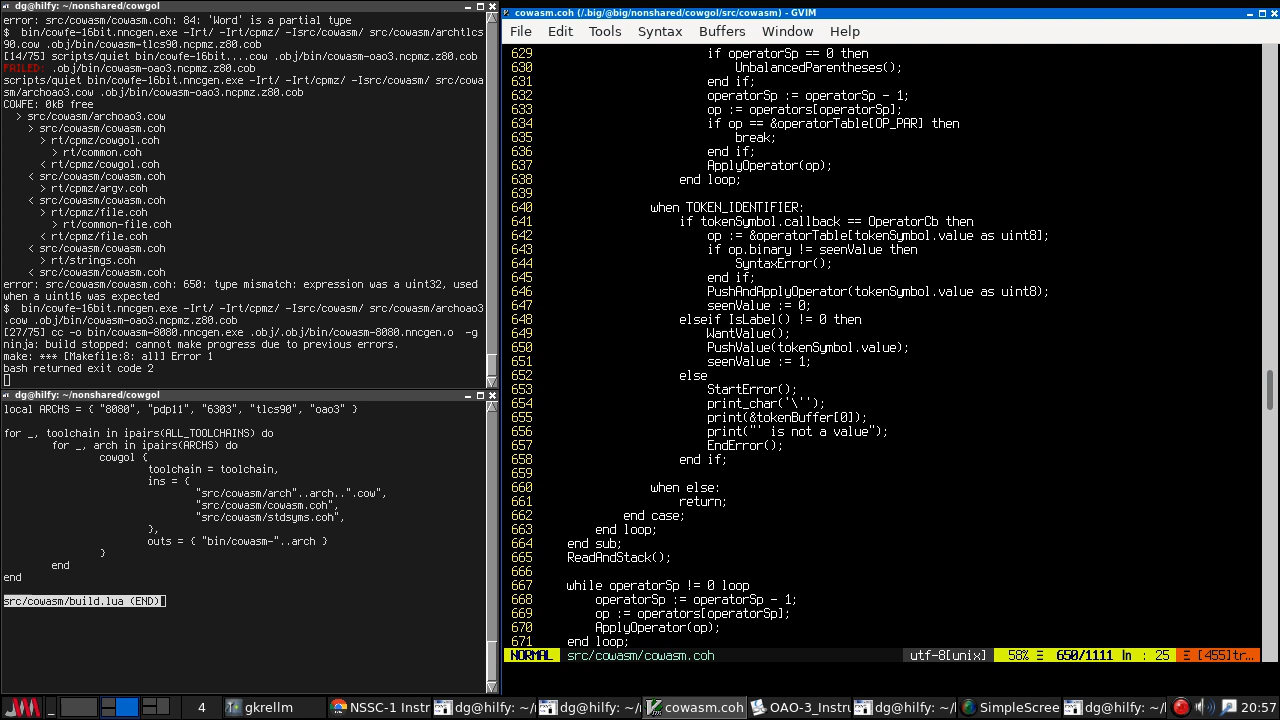 dg@hilfy: ~/nonshared/cowgol
error: src/cowasm/cowasm.coh: 84: 'Word' is a partial type
$  bin/cowfe-16bit.nncgen.exe -Irt/ -Irt/cpmz/ -Isrc/cowasm/ src/cowasm/archtlcs
90.cow .obj/bin/cowasm-tlcs90.ncpmz.z80.cob
[14/75] scripts/quiet bin/cowfe-16bit....cow .obj/bin/cowasm-oao3.ncpmz.z80.cob
FAILED: .obj/bin/cowasm-oao3.ncpmz.z80.cob
scripts/quiet bin/cowfe-16bit.nncgen.exe -Irt/ -Irt/cpmz/ -Isrc/cowasm/ src/cowa
sm/archoao3.cow .obj/bin/cowasm-oao3.ncpmz.z80.cob
COWFE: 0kB free
> src/cowasm/archoao3.cow
> src/cowasm/cowasm.coh
> rt/cpmz/cowgol.coh
> rt/common.coh
< rt/cpmz/cowgol.coh
< src/cowasm/cowasm.coh
> rt/cpmz/argv.coh
< src/cowasm/cowasm.coh
> rt/cpmz/file.coh
> rt/common-file.coh
< rt/cpmz/file.coh
< src/cowasm/cowasm.coh
> rt/strings.coh
< src/cowasm/cowasm.coh
error: src/cowasm/cowasm.coh: 650: type mismatch: expression was a uint32, used
when a uint16 was expected
$  bin/cowfe-16bit.nncgen.exe -Irt/ -Irt/cpmz/ -Isrc/cowasm/ src/cowasm/archoao3
.cow .obj/bin/cowasm-oao3.ncpmz.z80.cob
[27/75] cc -o bin/cowasm-8080.nncgen.exe .obj/.obj/bin/cowasm-8080.nncgen.o  -g
ninja: build stopped: cannot make progress due to previous errors.
make: *** [Makefile:8: all] Error 1
bash returned exit code 2
dg@hilfy: ~/nonshared/cowgol
local ARCHS = { "8080", "pdp11", "6303", "tlcs90", "oao3" }
for _, toolchain in ipairs(ALL_TOOLCHAINS) do
for _, arch in ipairs(ARCHS) do
cowgol {
toolchain = toolchain,
ins = {
"src/cowasm/arch"..arch..".cow",
"src/cowasm/cowasm.coh",
"src/cowasm/stdsyms.coh",
},
outs = { "bin/cowasm-"..arch }
}
end
end
src/cowasm/build.lua (END)
cowasm.coh (/.big/@big/nonshared/cowgol/src/cowasm) - GVIM
File Edit Tools Syntax Buffers Window Help
629 if operatorSp == 0 then
630 UnbalancedParentheses();
631 end if;
632 operatorSp := operatorSp - 1;
633 op := operators[operatorSp];
634 if op == &operatorTable[OP_PAR] then
635 break;
636 end if;
637 ApplyOperator(op);
638 end loop;
639
640 when TOKEN_IDENTIFIER:
641 if tokenSymbol.callback == OperatorCb then
642 op := &operatorTable[tokenSymbol.value as uint8];
643 if op.binary != seenValue then
644 SyntaxError();
645 end if;
646 PushAndApplyOperator(tokenSymbol.value as uint8);
647 seenValue := 0;
648 elseif IsLabel() != 0 then
649 WantValue();
650 PushValue(tokenSymbol.value);
651 seenValue := 1;
652 else
653 StartError();
654 print_char('\'');
655 print(&tokenBuffer[0]);
656 print("' is not a value");
657 EndError();
658 end if;
659
660 when else:
661 return;
662 end case;
663 end loop;
664 end sub;
665 ReadAndStack();
666
667 while operatorSp != 0 loop
668 operatorSp := operatorSp - 1;
669 op := operators[operatorSp];
670 ApplyOperator(op);
671 end loop;
NORMAL src/cowasm/cowasm.coh utf-8[unix] 58% Ξ 650/1111 ln : 25 Ξ [455]tr...
4 gkrellm NSSC-1 Instr dg@hilfy: ~/ dg@hilfy: ~/ cowasm.coh OAO-3_Instru dg@hilfy: ~/ SimpleScree dg@hilfy: ~/ 20:57